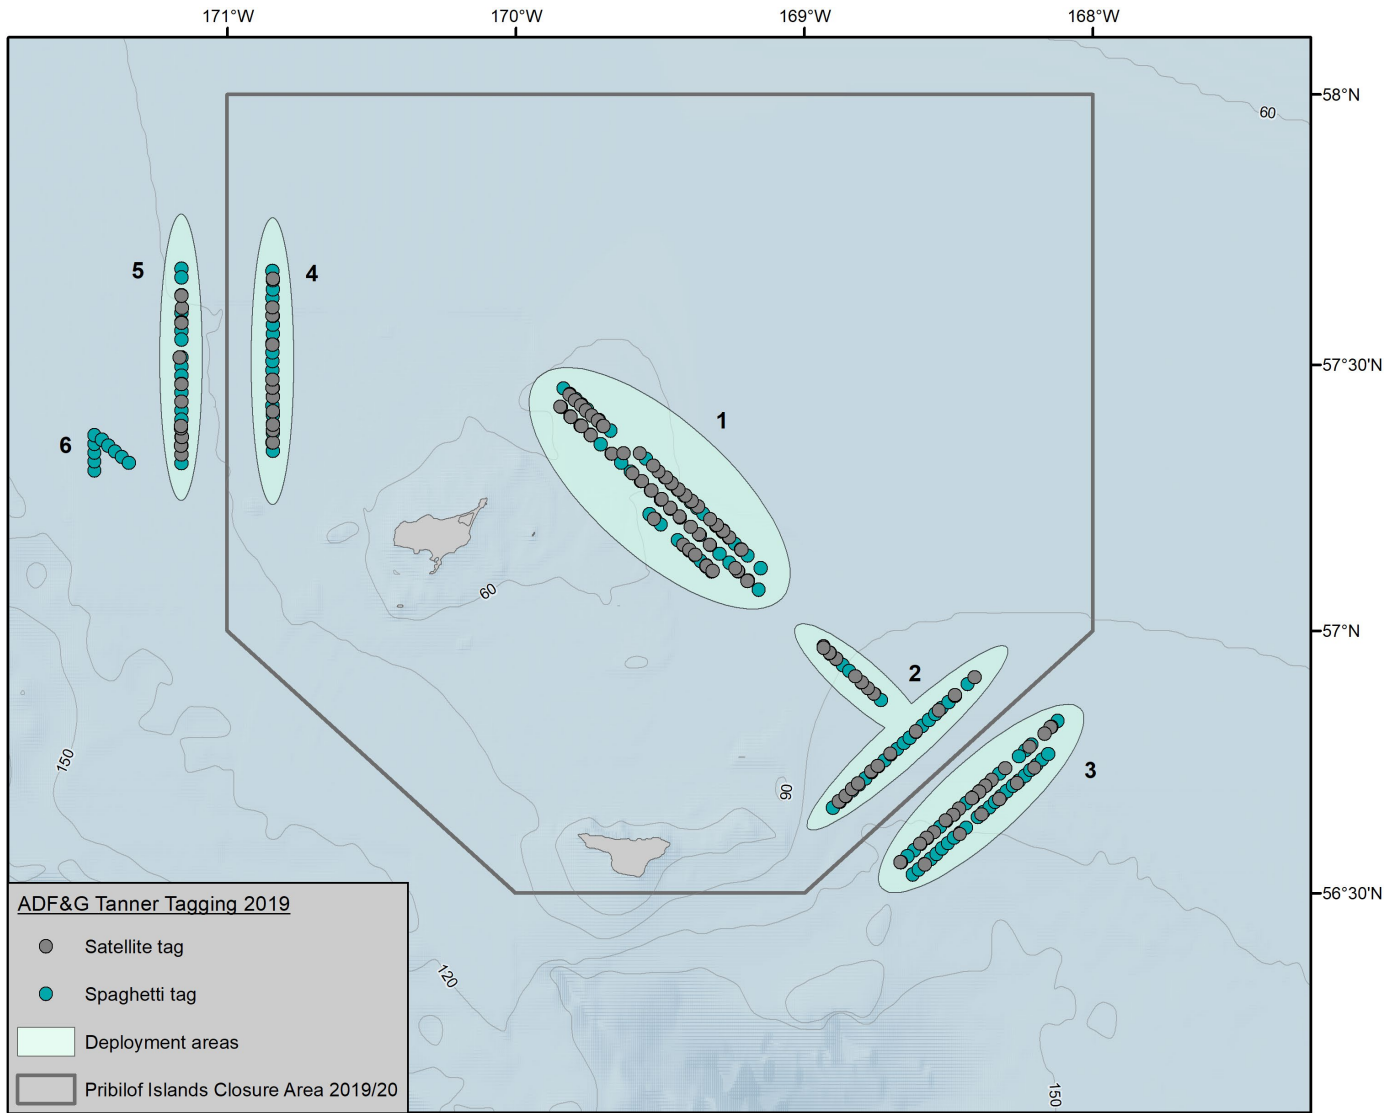 171°W 170°W 169°W 168°W
58°N
60
5
4
57°30'N
1
6
60
57°N
2
150
3
90
56°30'N
ADF&G Tanner Tagging 2019
Satellite tag
120
Spaghetti tag
Deployment areas
Pribilof Islands Closure Area 2019/20
150